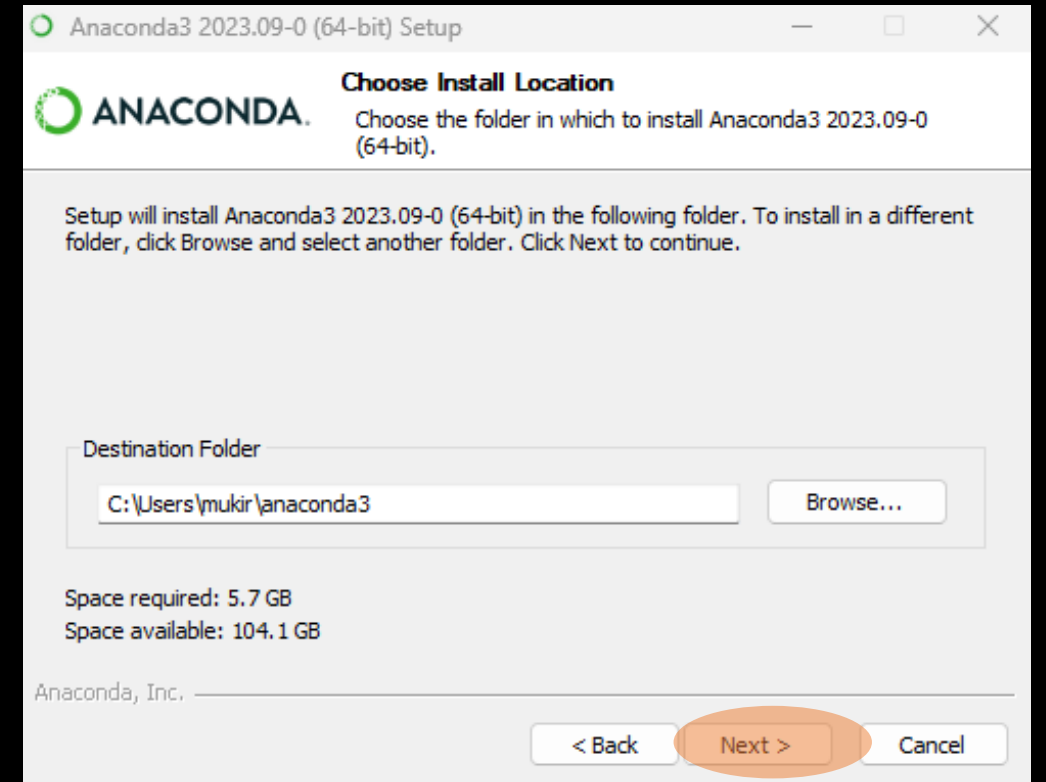 Anaconda3 2023.09-0 (64-bit) Setup
ANACONDA.
Choose Install Location
Choose the folder in which to install Anaconda3 2023.09-0
(64-bit).
Setup will install Anaconda3 2023.09-0 (64-bit) in the following folder. To install in a different
folder, click Browse and select another folder. Click Next to continue.
Destination Folder
C:\Users\mukir\anaconda3
Browse...
Space required: 5.7 GB
Space available: 104.1 GB
Anaconda, Inc.
< Back
Next >
Cancel